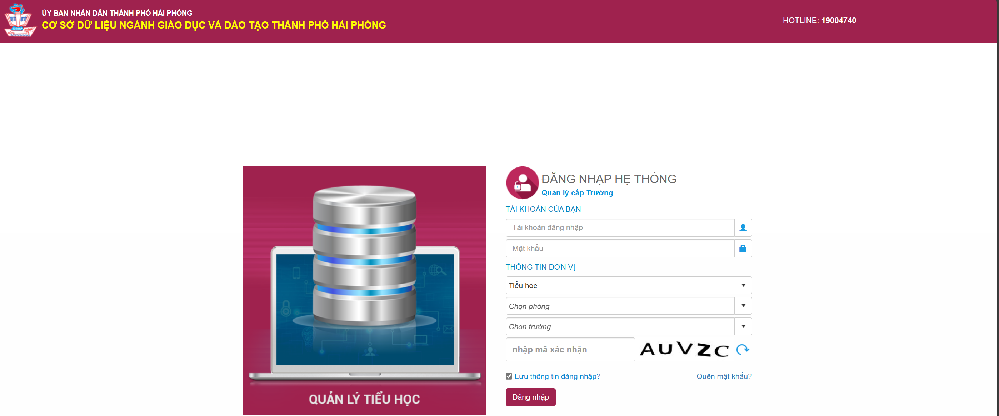 ỦY BAN NHÂN DÂN THÀNH PHỐ HẢI PHÒNG
CƠ SỞ DỮ LIỆU NGÀNH GIÁO DỤC VÀ ĐÀO TẠO THÀNH PHỐ HẢI PHÒNG
HOTLINE: 19004740
QUẢN LÝ TIỂU HỌC
ĐĂNG NHẬP HỆ THỐNG
Quản lý cấp Trường
TÀI KHOẢN CỦA BẠN
Tài khoản đăng nhập
Mật khẩu
THÔNG TIN ĐƠN VỊ
Tiểu học
Chọn phòng
Chọn trường
nhập mã xác nhận
AUVZC
Lưu thông tin đăng nhập?
Quên mật khẩu?
Đăng nhập